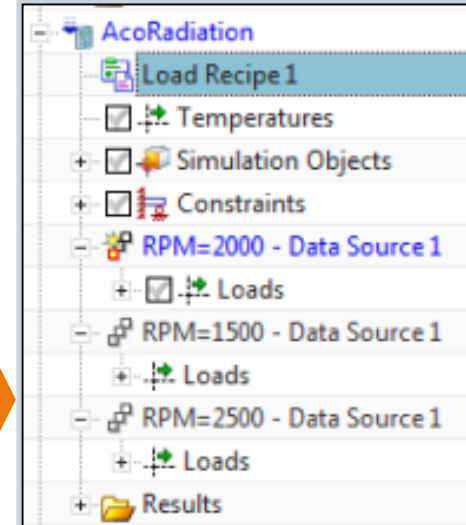 AcoRadiation
Load Recipe 1
Temperatures
Simulation Objects
Constraints
RPM=2000 - Data Source 1
Loads
RPM=1500 - Data Source 1
Loads
RPM=2500 - Data Source 1
Loads
Results